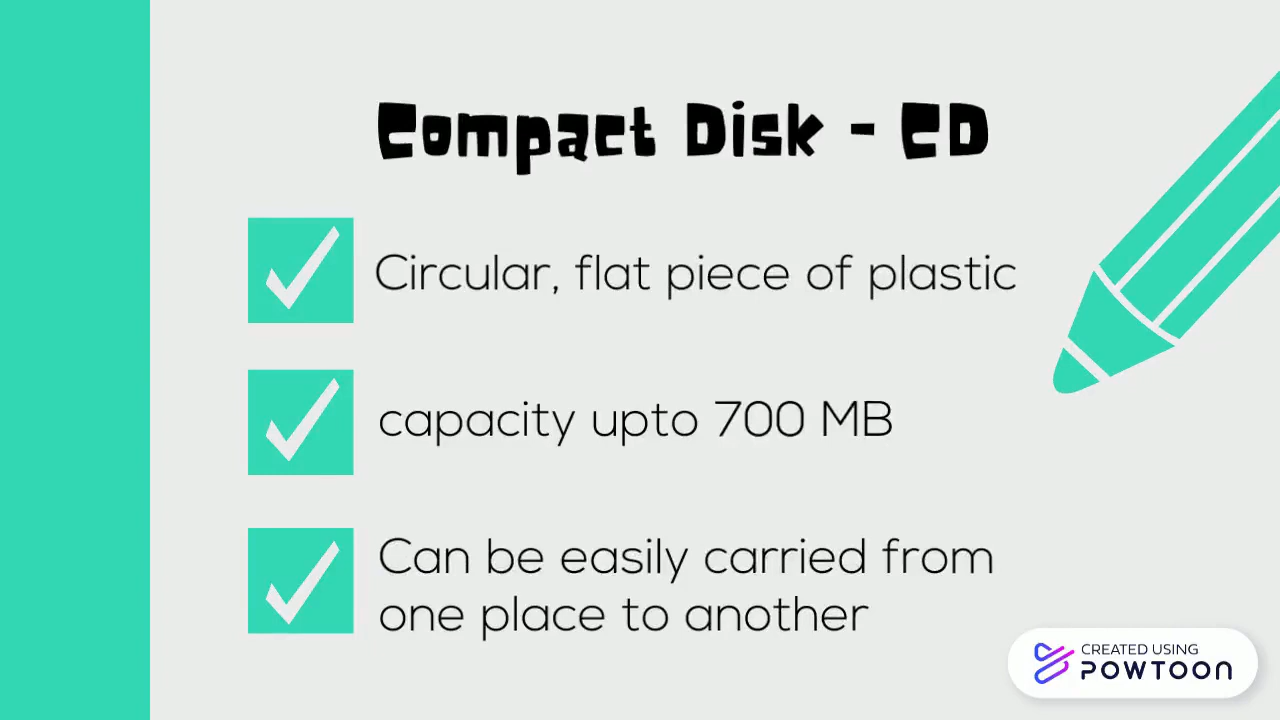 Compact Disk - CD
Circular, flat piece of plastic
capacity upto 700 MB
Can be easily carried from
one place to another
CREATED USING
POWTOON